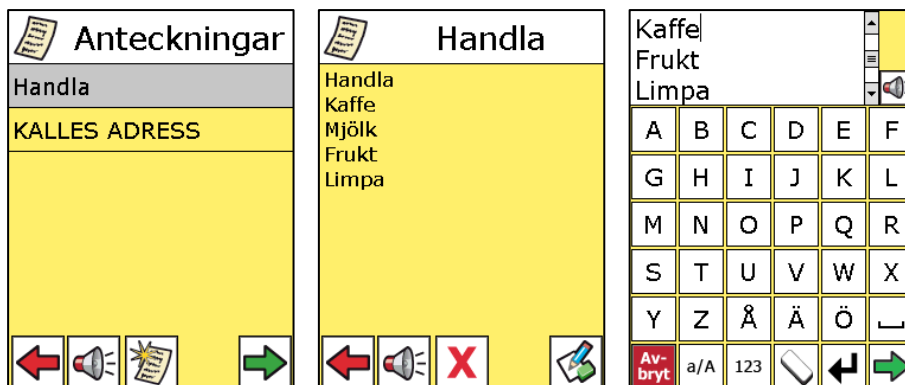 Anteckningar
Handla
KALLES ADRESS
Handla
Handla
Kaffe
Mjölk
Frukt
Limpa
Kaffe
Frukt
Limpa
A B C D E F
G H I J K L
M N O P Q R
S T U V W X
Y Z Å Ä Ö
Av-
bryt a/A 123